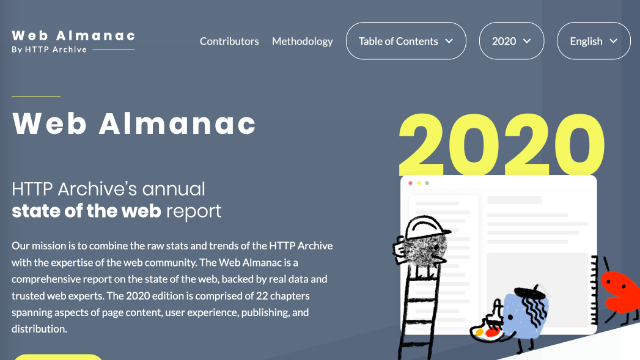 Web Almanac
By HTTP Archive
Contributors
Methodology
Table of Contents
2020
English
Web Almanac
2020
HTTP Archive's annual
state of the web report
Our mission is to combine the raw stats and trends of the HTTP Archive
with the expertise of the web community. The Web Almanac is a
comprehensive report on the state of the web, backed by real data and
trusted web experts. The 2020 edition is comprised of 22 chapters
spanning aspects of page content, user experience, publishing, and
distribution.